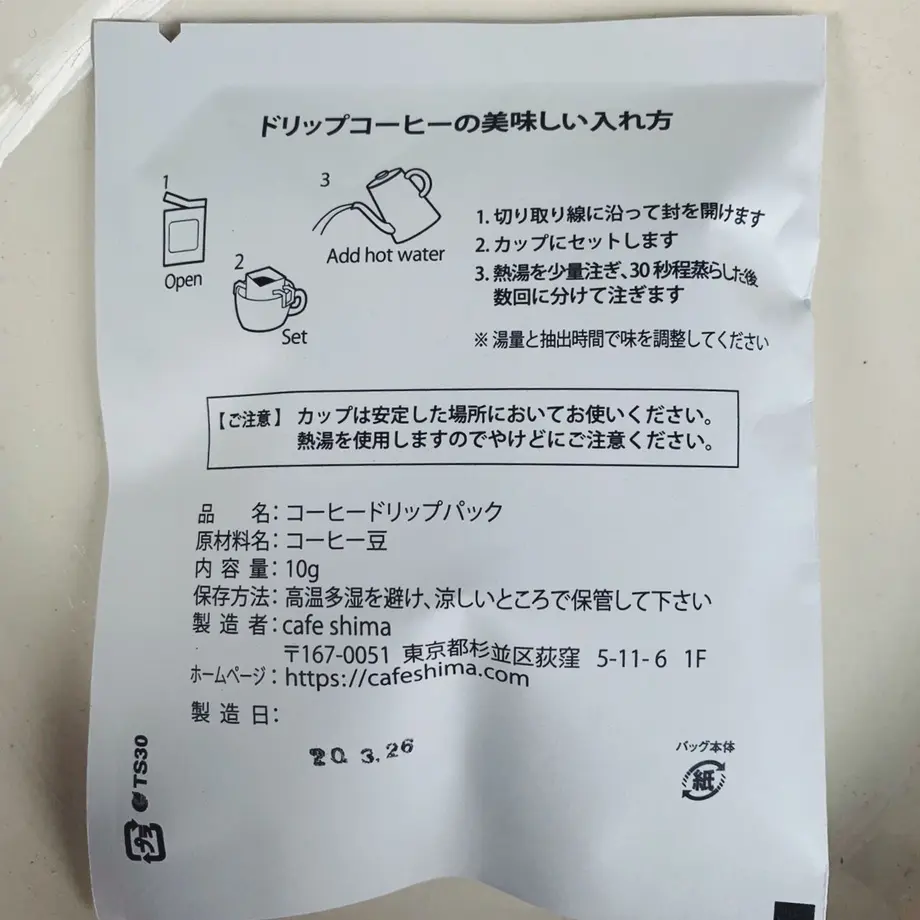 ドリップコーヒーの美味しい入れ方
1
Open
2
Set
3
Add hot water
1. 切り取り線に沿って封を開けます
2. カップにセットします
3. 熱湯を少量注ぎ、30 秒程蒸らした後
数回に分けて注ぎます
※ 湯量と抽出時間で味を調整してください
【ご注意】 カップは安定した場所においてお使いください。
熱湯を使用しますのでやけどにご注意ください。
品 名：コーヒードリップパック
原材料名：コーヒー豆
内 容 量：10g
保存方法：高温多湿を避け、涼しいところで保管して下さい
製 造 者：cafe shima
〒167-0051 東京都杉並区荻窪 5-11-6 1F
ホームページ：https://cafeshima.com
製 造 日：
20. 3. 26
バッグ本体
紙
TS30
プラ